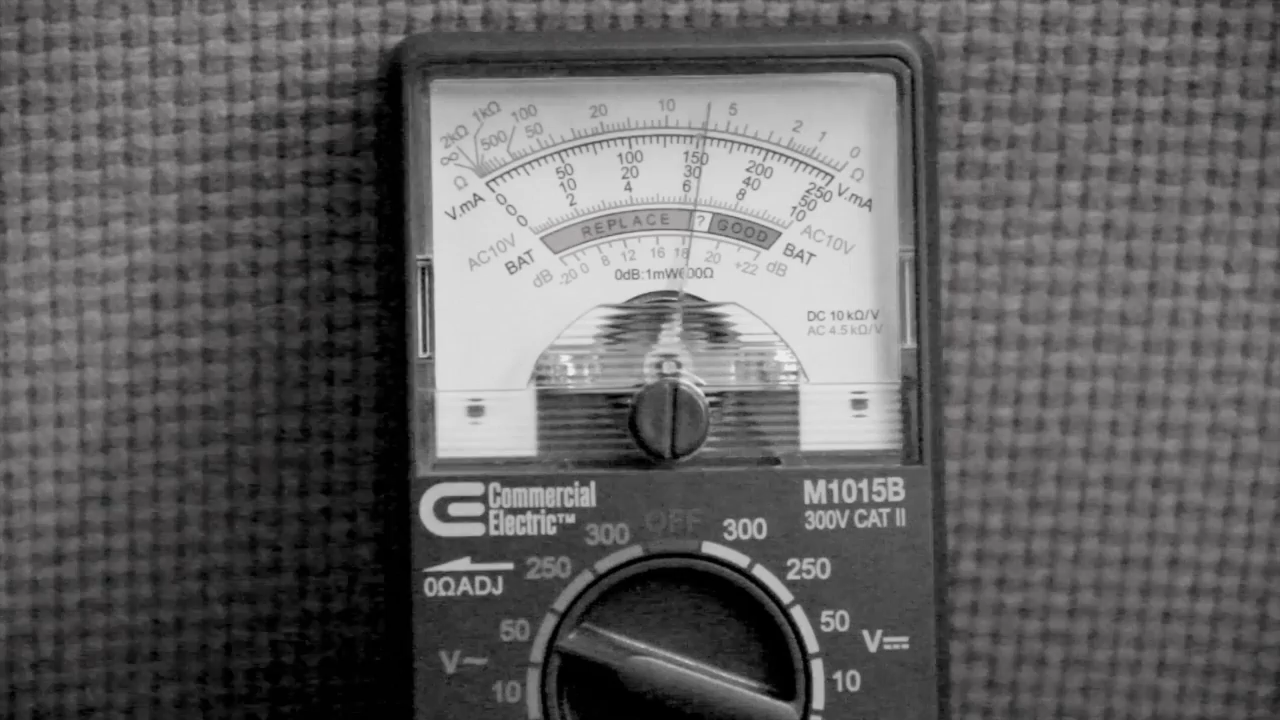 2kΩ 1kΩ 500 100 50 20 10 5 2 1 0
∞ Ω Ω
V.mA 0 50 100 150 200 250 V.mA
0 10 20 30 40 50
0 2 4 6 8 10
AC10V AC10V
BAT REPLACE ? GOOD BAT
dB -20 0 8 12 16 18 20 +22 dB
0dB:1mW600Ω
DC 10 kΩ/V
AC 4.5 kΩ/V
CE Commercial
Electric™
M1015B
300V CAT II
0ΩADJ
300 OFF 300
250 250
50 50
V~ V⎓
10 10